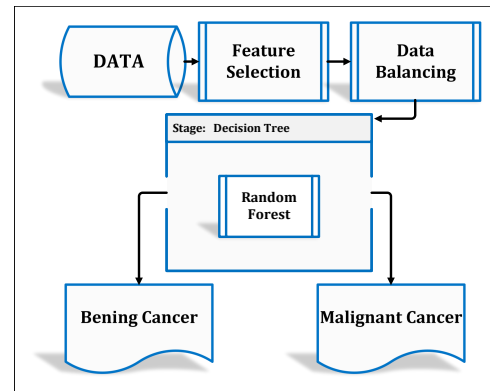 DATA
Feature
Selection
Data
Balancing
Stage: Decision Tree
Random
Forest
Bening Cancer
Malignant Cancer